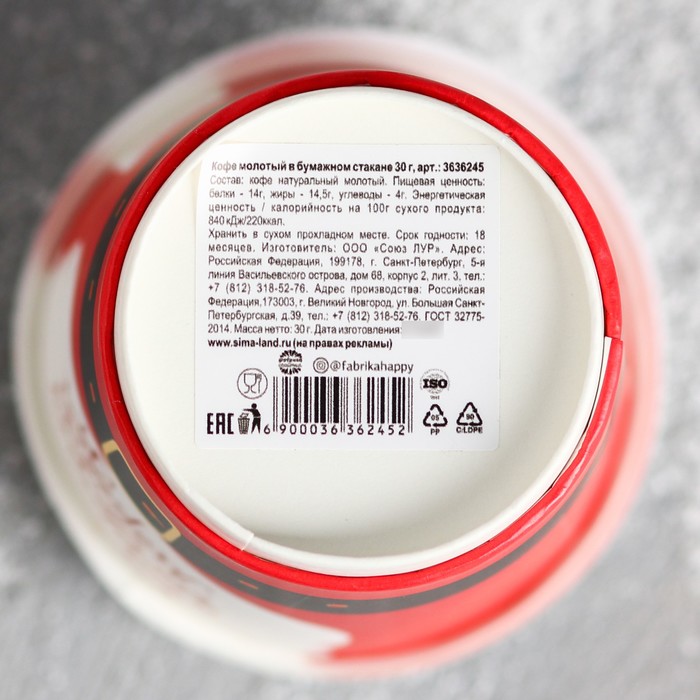 Кофе молотый в бумажном стакане 30 г, арт.: 3636245
Состав: кофе натуральный молотый. Пищевая ценность:
белки - 14г, жиры - 14,5г, углеводы - 4г. Энергетическая
ценность / калорийность на 100г сухого продукта:
840 кДж/220ккал.
Хранить в сухом прохладном месте. Срок годности: 18
месяцев. Изготовитель: ООО «Союз ЛУР». Адрес:
Российская Федерация, 199178, г. Санкт-Петербург, 5-я
линия Васильевского острова, дом 68, корпус 2, лит. 3, тел.:
+7 (812) 318-52-76. Адрес производства: Российская
Федерация,173003, г. Великий Новгород, ул. Большая Санкт-
Петербургская, д.39, тел.: +7 (812) 318-52-76. ГОСТ 32775-
2014. Масса нетто: 30 г. Дата изготовления:
www.sima-land.ru (на правах рекламы)
@fabrikahappy
ISO
EAC
6 900036 362452
05
PP
90
C/LDPE